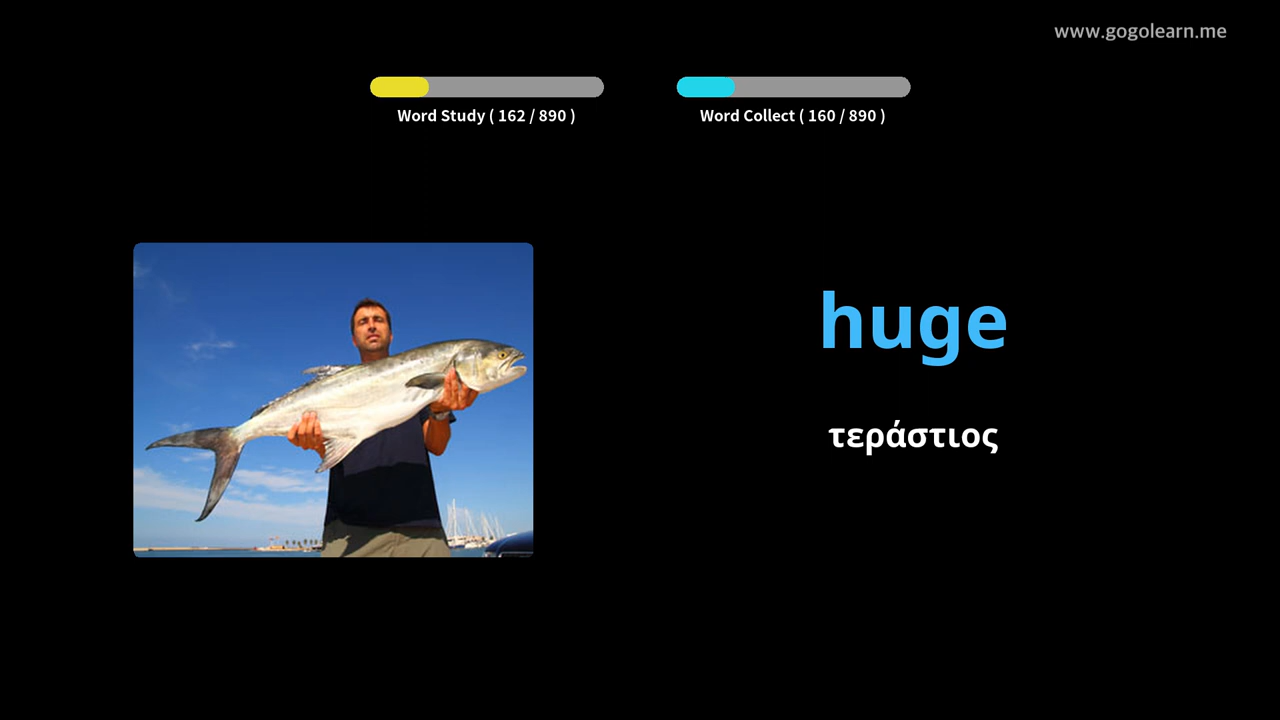 www.gogolearn.me
Word Study ( 162 / 890 )
Word Collect ( 160 / 890 )
huge
τεράστιος